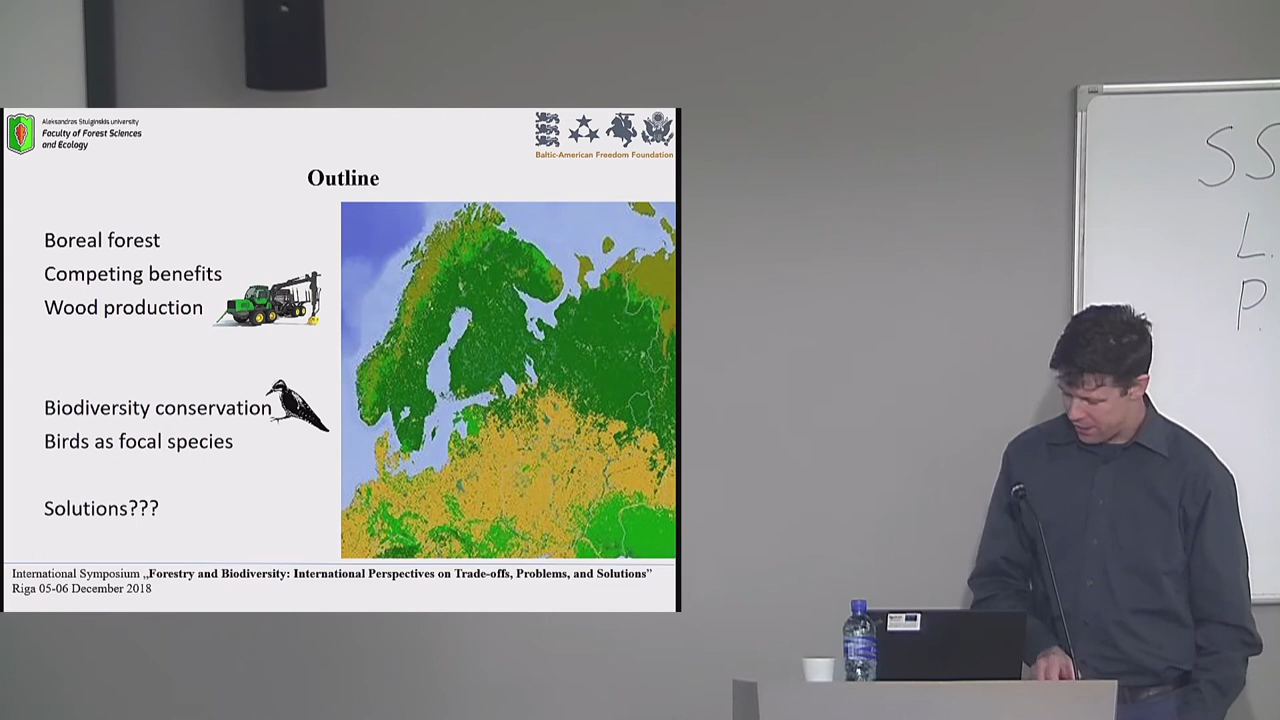 Aleksandras Stulginskis university
Faculty of Forest Sciences
and Ecology
Baltic-American Freedom Foundation
Outline
Boreal forest
Competing benefits
Wood production
Biodiversity conservation
Birds as focal species
Solutions???
International Symposium „Forestry and Biodiversity: International Perspectives on Trade-offs, Problems, and Solutions”
Riga 05-06 December 2018
SS
L.
P.